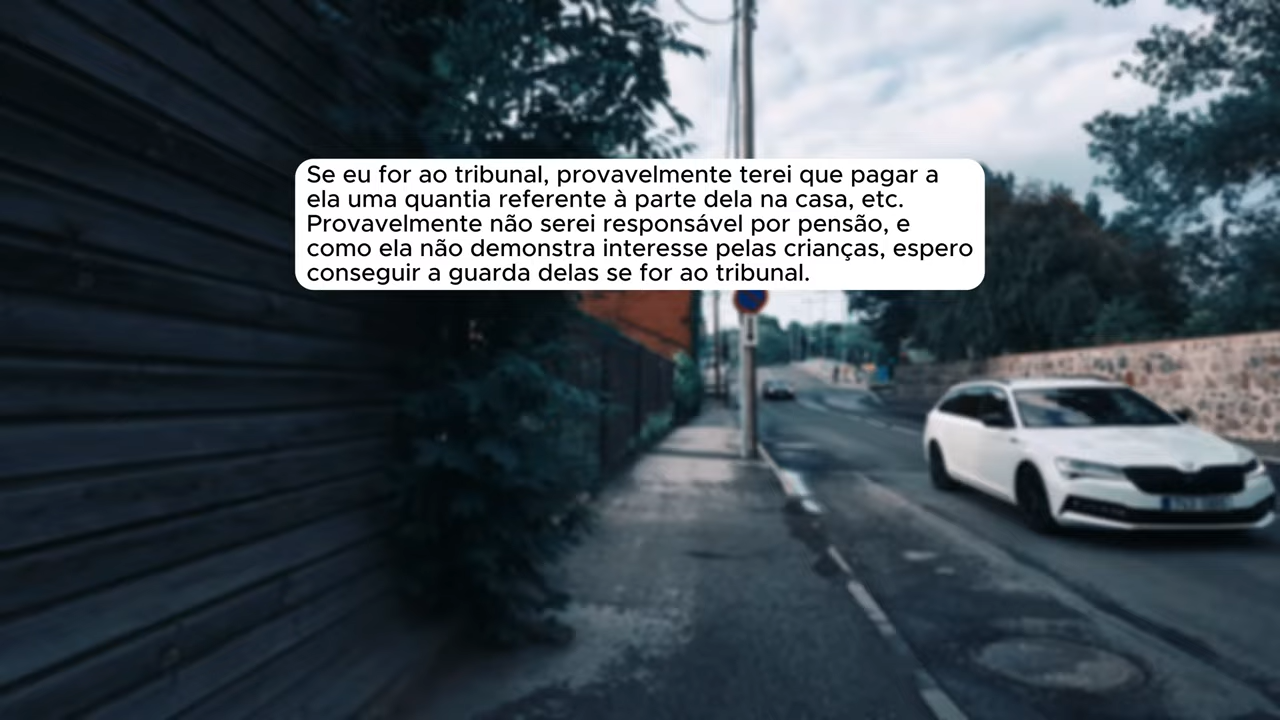 Se eu for ao tribunal, provavelmente terei que pagar a
ela uma quantia referente à parte dela na casa, etc.
Provavelmente não serei responsável por pensão, e
como ela não demonstra interesse pelas crianças, espero
conseguir a guarda delas se for ao tribunal.